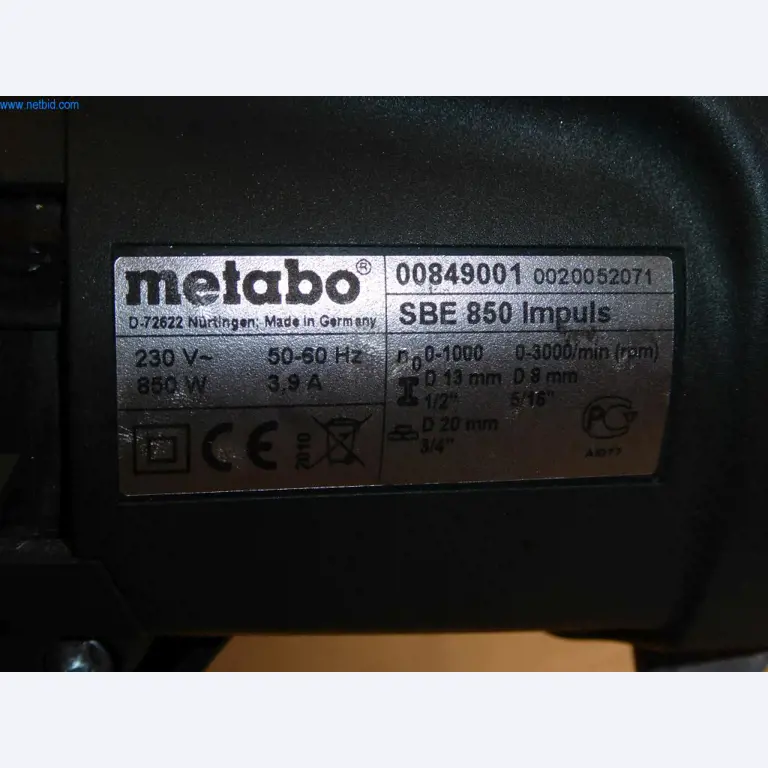 www.netbid.com
metabo®
D-72622 Nürtingen; Made in Germany
230 V~ 50-60 Hz
850 W 3,9 A
CE 2010
00849001 0020052071
SBE 850 Impuls
n0 0-1000 0-3000/min (rpm)
D 13 mm D 8 mm
1/2" 5/16"
D 20 mm
3/4"